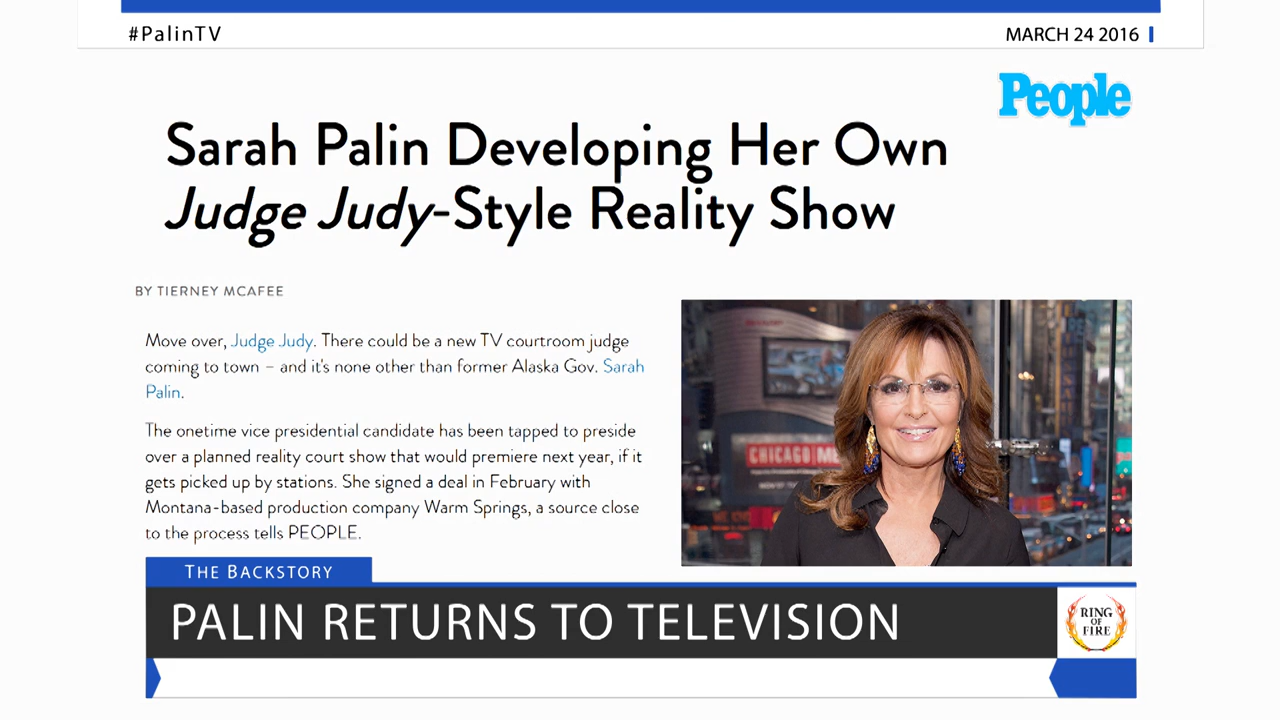 #PalinTV
MARCH 24 2016
People
Sarah Palin Developing Her Own
Judge Judy-Style Reality Show
BY TIERNEY MCAFEE
Move over, Judge Judy. There could be a new TV courtroom judge
coming to town – and it's none other than former Alaska Gov. Sarah
Palin.
The onetime vice presidential candidate has been tapped to preside
over a planned reality court show that would premiere next year, if it
gets picked up by stations. She signed a deal in February with
Montana-based production company Warm Springs, a source close
to the process tells PEOPLE.
CHICAGO
THE BACKSTORY
PALIN RETURNS TO TELEVISION
RING
OF
FIRE